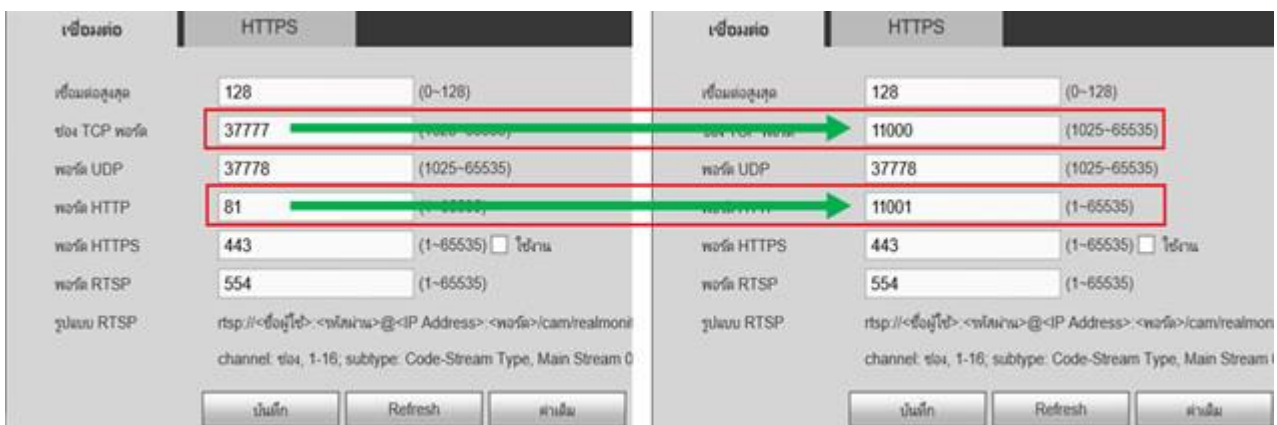 เชื่อมต่อ HTTPS
เชื่อมต่อสูงสุด 128 (0~128)
ช่อง TCP พอร์ต 37777
พอร์ต UDP 37778 (1025~65535)
พอร์ต HTTP 81
พอร์ต HTTPS 443 (1~65535) ใช้งาน
พอร์ต RTSP 554 (1~65535)
รูปแบบ RTSP rtsp://<ชื่อผู้ใช้>:<รหัสผ่าน>@<IP Address>:<พอร์ต>/cam/realmoni
channel: ช่อง, 1-16; subtype: Code-Stream Type, Main Stream 0
บันทึก Refresh ค่าเดิม
เชื่อมต่อ HTTPS
เชื่อมต่อสูงสุด 128 (0~128)
11000 (1025~65535)
พอร์ต UDP 37778 (1025~65535)
11001 (1~65535)
พอร์ต HTTPS 443 (1~65535) ใช้งาน
พอร์ต RTSP 554 (1~65535)
รูปแบบ RTSP rtsp://<ชื่อผู้ใช้>:<รหัสผ่าน>@<IP Address>:<พอร์ต>/cam/realmon
channel: ช่อง, 1-16; subtype: Code-Stream Type, Main Stream
บันทึก Refresh ค่าเดิม